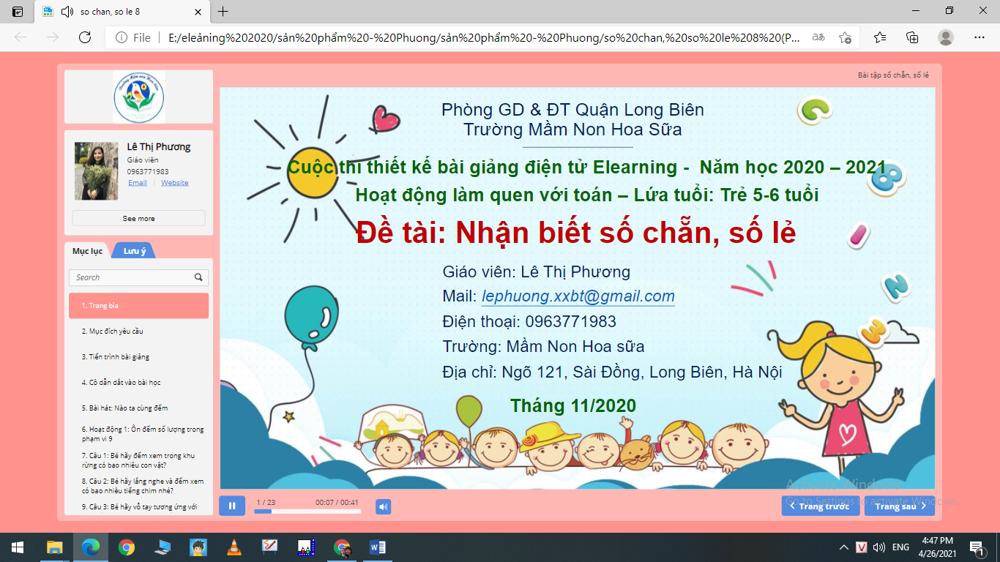 so chan, so le 8
File
E:/eleảning%202020/sản%20phẩm%20-%20Phuong/sản%20phẩm%20-%20Phuong/so%20chan,%20so%20le%208%20(P...
Bài tập số chẵn, số lẻ
Lê Thị Phương
Giáo viên
0963771983
Email | Website
See more
Mục lục
Lưu ý
Search
1. Trang bìa
2. Mục đích yêu cầu
3. Tiến trình bài giảng
4. Cô dẫn dắt vào bài học
5. Bài hát: Nào ta cùng đếm
6. Hoạt động 1: Ôn đếm số lượng trong
phạm vi 9
7. Câu 1: Bé hãy đếm xem trong khu
rừng có bao nhiêu con vật?
8. Câu 2: Bé hãy lắng nghe và đếm xem
có bao nhiêu tiếng chim nhé?
9. Câu 3: Bé hãy vỗ tay tương ứng với
Phòng GD & ĐT Quận Long Biên
Trường Mầm Non Hoa Sữa
Cuộc thi thiết kế bài giảng điện tử Elearning - Năm học 2020 – 2021
Hoạt động làm quen với toán – Lứa tuổi: Trẻ 5-6 tuổi
Đề tài: Nhận biết số chẵn, số lẻ
Giáo viên: Lê Thị Phương
Mail: lephuong.xxbt@gmail.com
Điện thoại: 0963771983
Trường: Mầm Non Hoa sữa
Địa chỉ: Ngõ 121, Sài Đồng, Long Biên, Hà Nội
Tháng 11/2020
Activate Windows
Go to Settings to activate Windows.
1 / 23
00:07 / 00:41
Trang trước
Trang sau
ENG
4:47 PM
4/26/2021